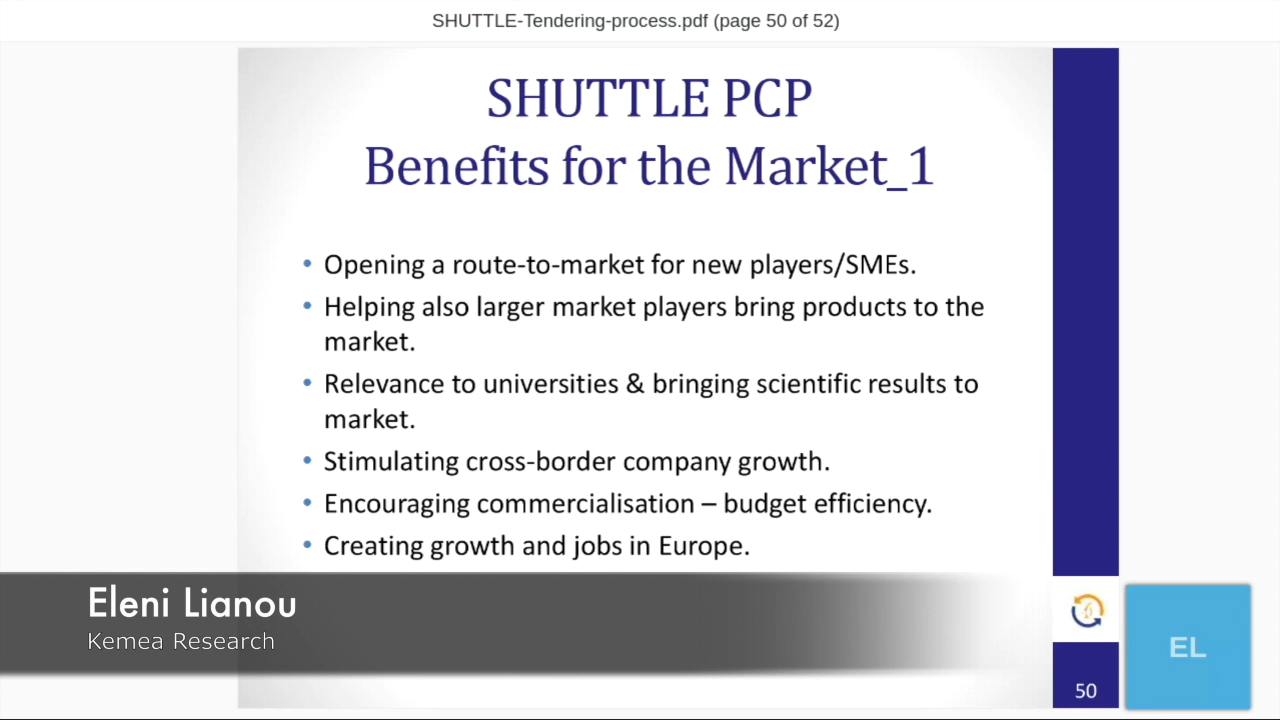 SHUTTLE-Tendering-process.pdf (page 50 of 52)
SHUTTLE PCP
Benefits for the Market_1
• Opening a route-to-market for new players/SMEs.
• Helping also larger market players bring products to the
market.
• Relevance to universities & bringing scientific results to
market.
• Stimulating cross-border company growth.
• Encouraging commercialisation – budget efficiency.
• Creating growth and jobs in Europe.
Eleni Lianou
Kemea Research
EL
50